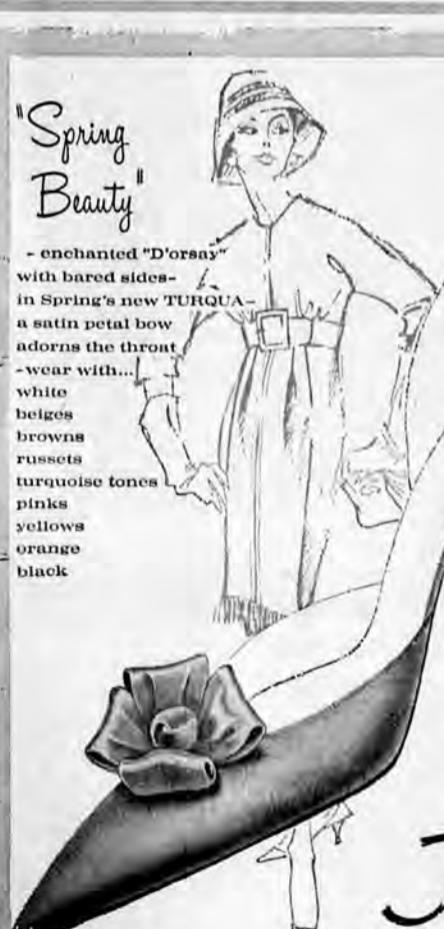 "Spring
Beauty"
- enchanted "D'orsay"
with bared sides-
in Spring's new TURQUA-
a satin petal bow
adorns the throat
-wear with...
white
beiges
browns
russets
turquoise tones
pinks
yellows
orange
black